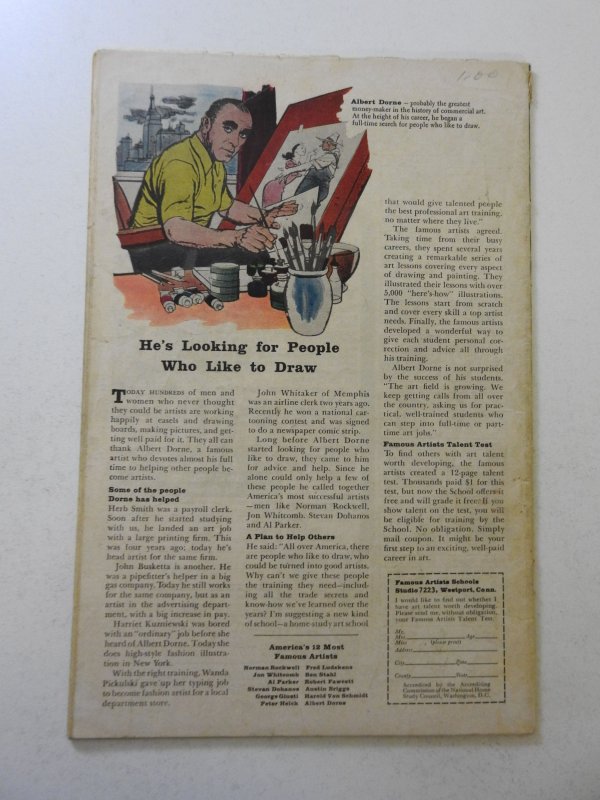 1.00
Albert Dorne – probably the greatest
money-maker in the history of commercial art.
At the height of his career, he began a
full-time search for people who like to draw.
He's Looking for People
Who Like to Draw
TODAY HUNDREDS of men and
women who never thought
they could be artists are working
happily at easels and drawing
boards, making pictures, and get-
ting well paid for it. They all can
thank Albert Dorne, a famous
artist who devotes almost his full
time to helping other people be-
come artists.
Some of the people
Dorne has helped
Herb Smith was a payroll clerk.
Soon after he started studying
with us, he landed an art job
with a large printing firm. This
was four years ago; today he's
head artist for the same firm.
John Busketta is another. He
was a pipefitter's helper in a big
gas company. Today he still works
for the same company, but as an
artist in the advertising depart-
ment, with a big increase in pay.
Harriet Kuzniewski was bored
with an "ordinary" job before she
heard of Albert Dorne. Today she
does high-style fashion illustra-
tion in New York.
With the right training, Wanda
Pickulski gave up her typing job
to become fashion artist for a local
department store.
John Whitaker of Memphis
was an airline clerk two years ago.
Recently he won a national car-
tooning contest and was signed
to do a newspaper comic strip.
Long before Albert Dorne
started looking for people who
like to draw, they came to him
for advice and help. Since he
alone could only help a few of
these people he called together
America's most successful artists
—men like Norman Rockwell,
Jon Whitcomb, Stevan Dohanos
and Al Parker.
A Plan to Help Others
He said: "All over America, there
are people who like to draw, who
could be turned into good artists.
Why can't we give these people
the training they need—includ-
ing all the trade secrets and
know-how we've learned over the
years? I'm suggesting a new kind
of school—a home-study art school
America's 12 Most
Famous Artists
Norman Rockwell
Jon Whitcomb
Al Parker
Stevan Dohanos
George Giusti
Peter Helck
Fred Ludekens
Ben Stahl
Robert Fawcett
Austin Briggs
Harold Von Schmidt
Albert Dorne
that would give talented people
the best professional art training,
no matter where they live."
The famous artists agreed.
Taking time from their busy
careers, they spent several years
creating a remarkable series of
art lessons covering every aspect
of drawing and painting. They
illustrated their lessons with over
5,000 "here's-how" illustrations.
The lessons start from scratch
and cover every skill a top artist
needs. Finally, the famous artists
developed a wonderful way to
give each student personal cor-
rection and advice all through
his training.
Albert Dorne is not surprised
by the success of his students.
"The art field is growing. We
keep getting calls from all over
the country, asking us for prac-
tical, well-trained students who
can step into full-time or part-
time art jobs."
Famous Artists Talent Test
To find others with art talent
worth developing, the famous
artists created a 12-page talent
test. Thousands paid $1 for this
test, but now the School offers it
free and will grade it free! If you
show talent on the test, you will
be eligible for training by the
School. No obligation. Simply
mail coupon. It might be your
first step to an exciting, well-paid
career in art.
Famous Artists Schools
Studio 7223, Westport, Conn.
I would like to find out whether I
have art talent worth developing.
Please send me, without obligation,
your Famous Artists Talent Test.
Mr.
Mrs. Age
Miss (please print)
Address
City Zone
County State
Accredited by the Accrediting
Commission of the National Home
Study Council, Washington, D.C.